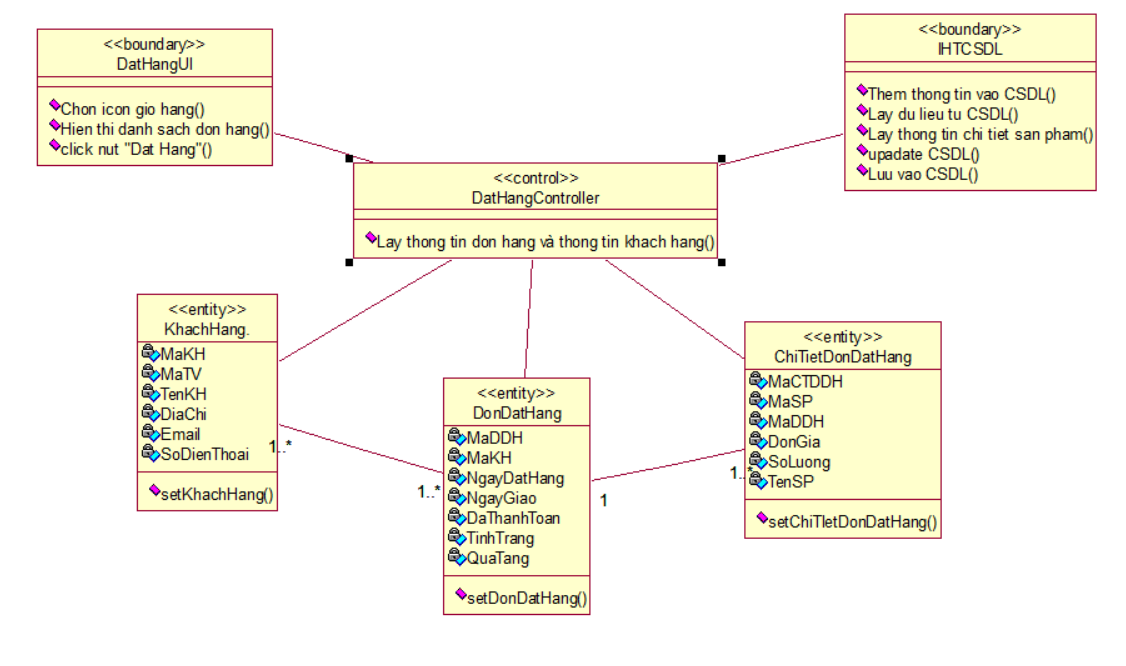 <<boundary>>
DatHangUI
Chon icon gio hang()
Hien thi danh sach don hang()
click nut "Dat Hang"()
<<boundary>>
IHTCSDL
Them thong tin vao CSDL()
Lay du lieu tu CSDL()
Lay thong tin chi tiet san pham()
upadate CSDL()
Luu vao CSDL()
<<control>>
DatHangController
Lay thong tin don hang và thong tin khach hang()
<<entity>>
KhachHang.
MaKH
MaTV
TenKH
DiaChi
Email
SoDienThoai
setKhachHang()
1..*
<<entity>>
DonDatHang
MaDDH
MaKH
NgayDatHang
NgayGiao
DaThanhToan
TinhTrang
QuaTang
setDonDatHang()
1..*
1
<<entity>>
ChiTietDonDatHang
MaCTDDH
MaSP
MaDDH
DonGia
SoLuong
TenSP
setChiTIetDonDatHang()
1..*